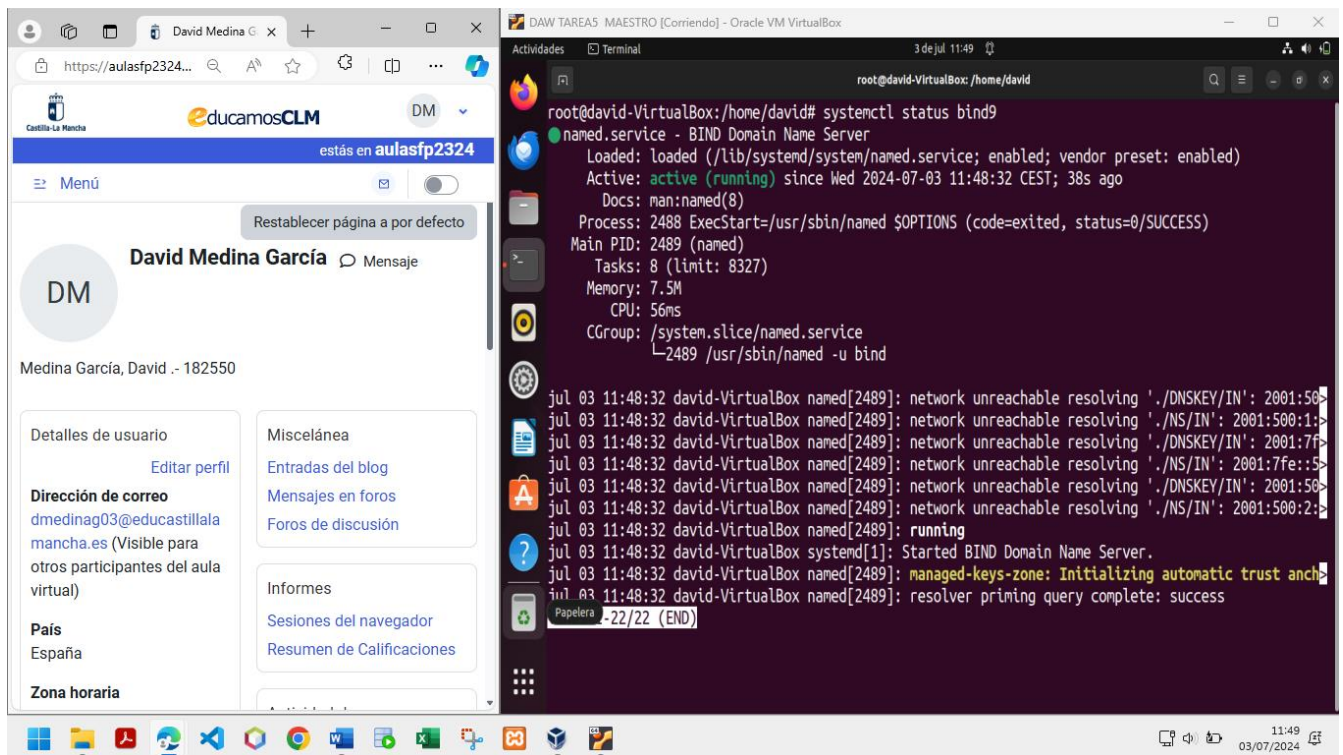 David Medina G
https://aulasfp2324...
Castilla-La Mancha
educamosCLM
DM
estás en aulasfp2324
Menú
Restablecer página a por defecto
DM
David Medina García
Mensaje
Medina García, David .- 182550
Detalles de usuario
Editar perfil
Dirección de correo
dmedinag03@educastillala
mancha.es (Visible para
otros participantes del aula
virtual)
País
España
Zona horaria
Miscelánea
Entradas del blog
Mensajes en foros
Foros de discusión
Informes
Sesiones del navegador
Resumen de Calificaciones
DAW TAREA5 MAESTRO [Corriendo] - Oracle VM VirtualBox
Actividades
Terminal
3 de jul 11:49
root@david-VirtualBox: /home/david
root@david-VirtualBox:/home/david# systemctl status bind9
named.service - BIND Domain Name Server
Loaded: loaded (/lib/systemd/system/named.service; enabled; vendor preset: enabled)
Active: active (running) since Wed 2024-07-03 11:48:32 CEST; 38s ago
Docs: man:named(8)
Process: 2488 ExecStart=/usr/sbin/named $OPTIONS (code=exited, status=0/SUCCESS)
Main PID: 2489 (named)
Tasks: 8 (limit: 8327)
Memory: 7.5M
CPU: 56ms
CGroup: /system.slice/named.service
└─2489 /usr/sbin/named -u bind
jul 03 11:48:32 david-VirtualBox named[2489]: network unreachable resolving './DNSKEY/IN': 2001:50>
jul 03 11:48:32 david-VirtualBox named[2489]: network unreachable resolving './NS/IN': 2001:500:1:>
jul 03 11:48:32 david-VirtualBox named[2489]: network unreachable resolving './DNSKEY/IN': 2001:7f>
jul 03 11:48:32 david-VirtualBox named[2489]: network unreachable resolving './NS/IN': 2001:7fe::5>
jul 03 11:48:32 david-VirtualBox named[2489]: network unreachable resolving './DNSKEY/IN': 2001:50>
jul 03 11:48:32 david-VirtualBox named[2489]: network unreachable resolving './NS/IN': 2001:500:2:>
jul 03 11:48:32 david-VirtualBox named[2489]: running
jul 03 11:48:32 david-VirtualBox systemd[1]: Started BIND Domain Name Server.
jul 03 11:48:32 david-VirtualBox named[2489]: managed-keys-zone: Initializing automatic trust anch>
jul 03 11:48:32 david-VirtualBox named[2489]: resolver priming query complete: success
Papelera
-22/22 (END)
11:49
03/07/2024